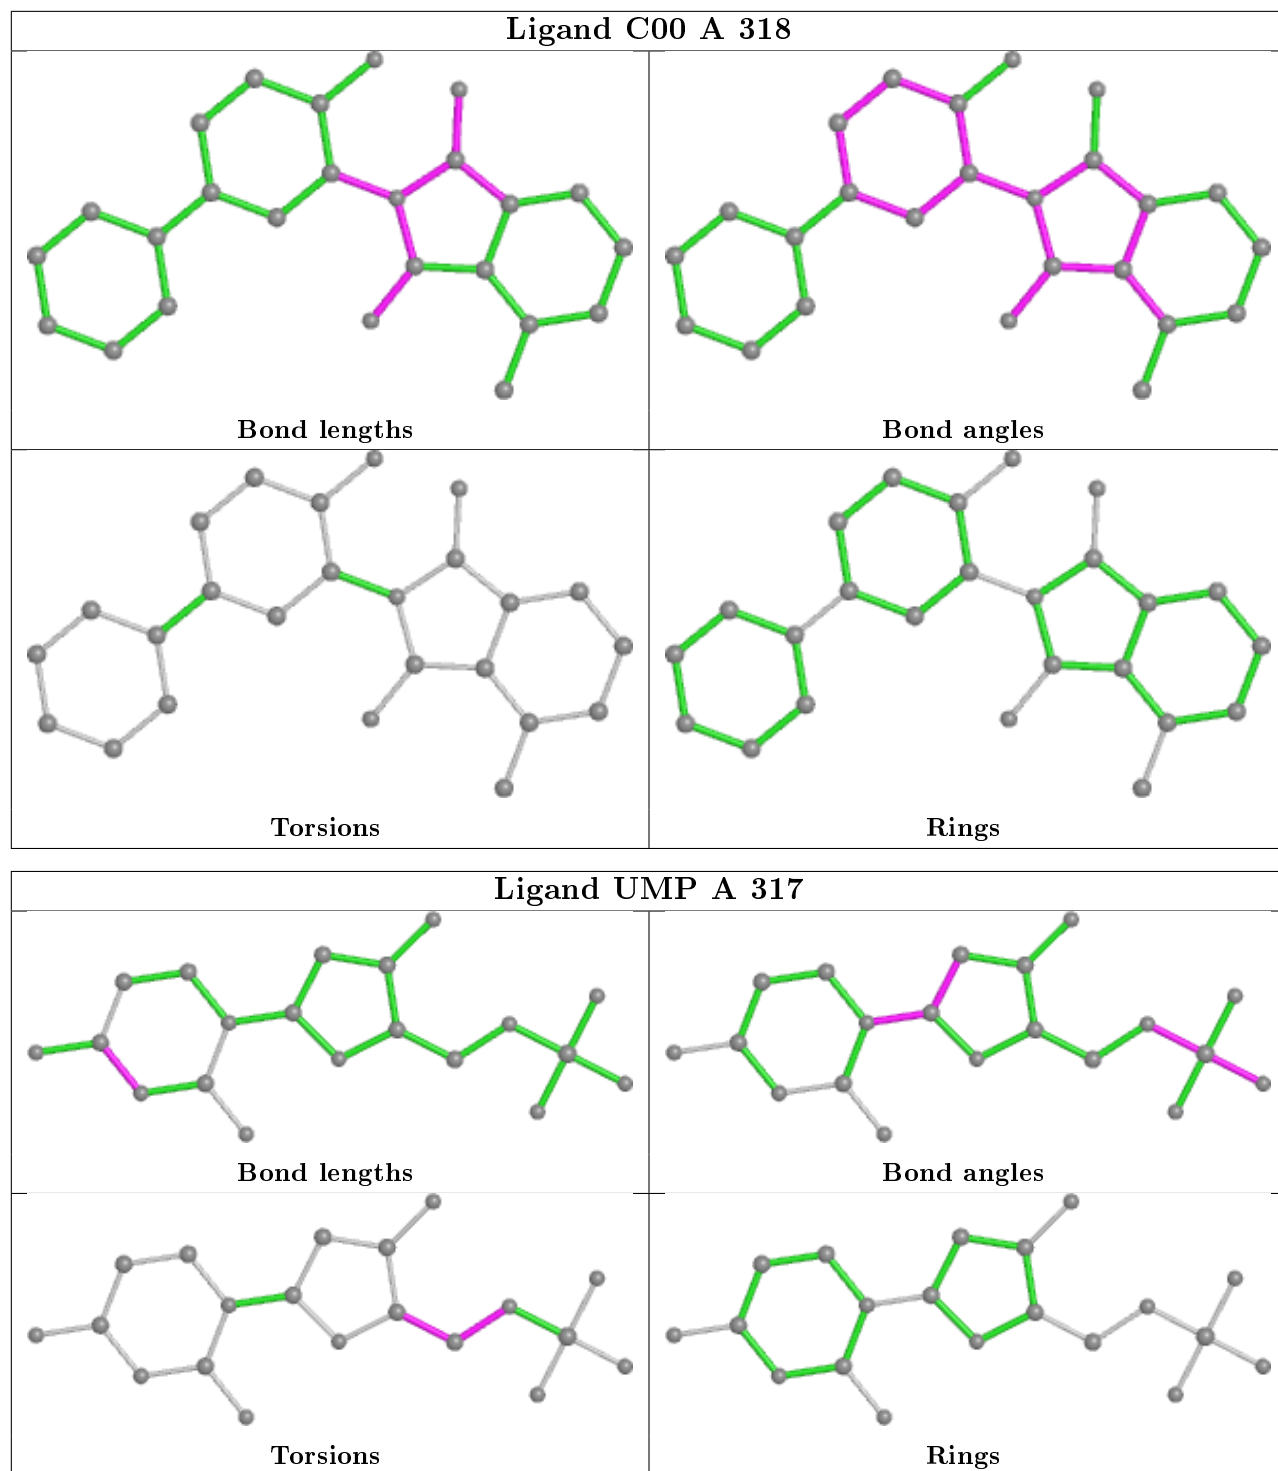 Ligand C00 A 318
Bond lengths
Bond angles
Torsions
Rings
Ligand UMP A 317
Bond lengths
Bond angles
Torsions
Rings